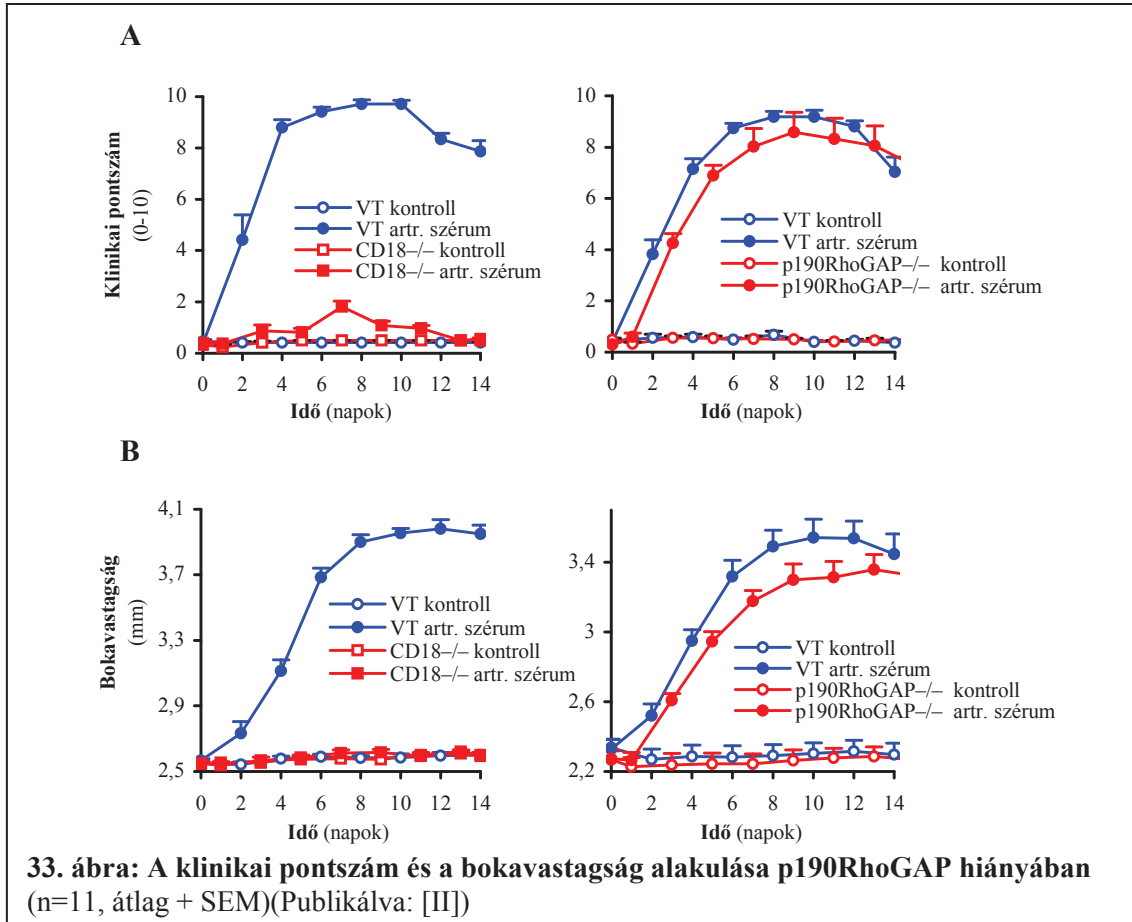 A
Klinikai pontszám
(0-10)
10
8
6
4
2
0
VT kontroll
VT artr. szérum
CD18–/– kontroll
CD18–/– artr. szérum
0 2 4 6 8 10 12 14
Idő (napok)
10
8
6
4
2
0
VT kontroll
VT artr. szérum
p190RhoGAP–/– kontroll
p190RhoGAP–/– artr. szérum
0 2 4 6 8 10 12 14
Idő (napok)
B
Bokavastagság
(mm)
4,1
3,7
3,3
2,9
2,5
VT kontroll
VT artr. szérum
CD18–/– kontroll
CD18–/– artr. szérum
0 2 4 6 8 10 12 14
Idő (napok)
3,4
3
2,6
2,2
VT kontroll
VT artr. szérum
p190RhoGAP–/– kontroll
p190RhoGAP–/– artr. szérum
0 2 4 6 8 10 12 14
Idő (napok)
33. ábra: A klinikai pontszám és a bokavastagság alakulása p190RhoGAP hiányában
(n=11, átlag + SEM)(Publikálva: [II])